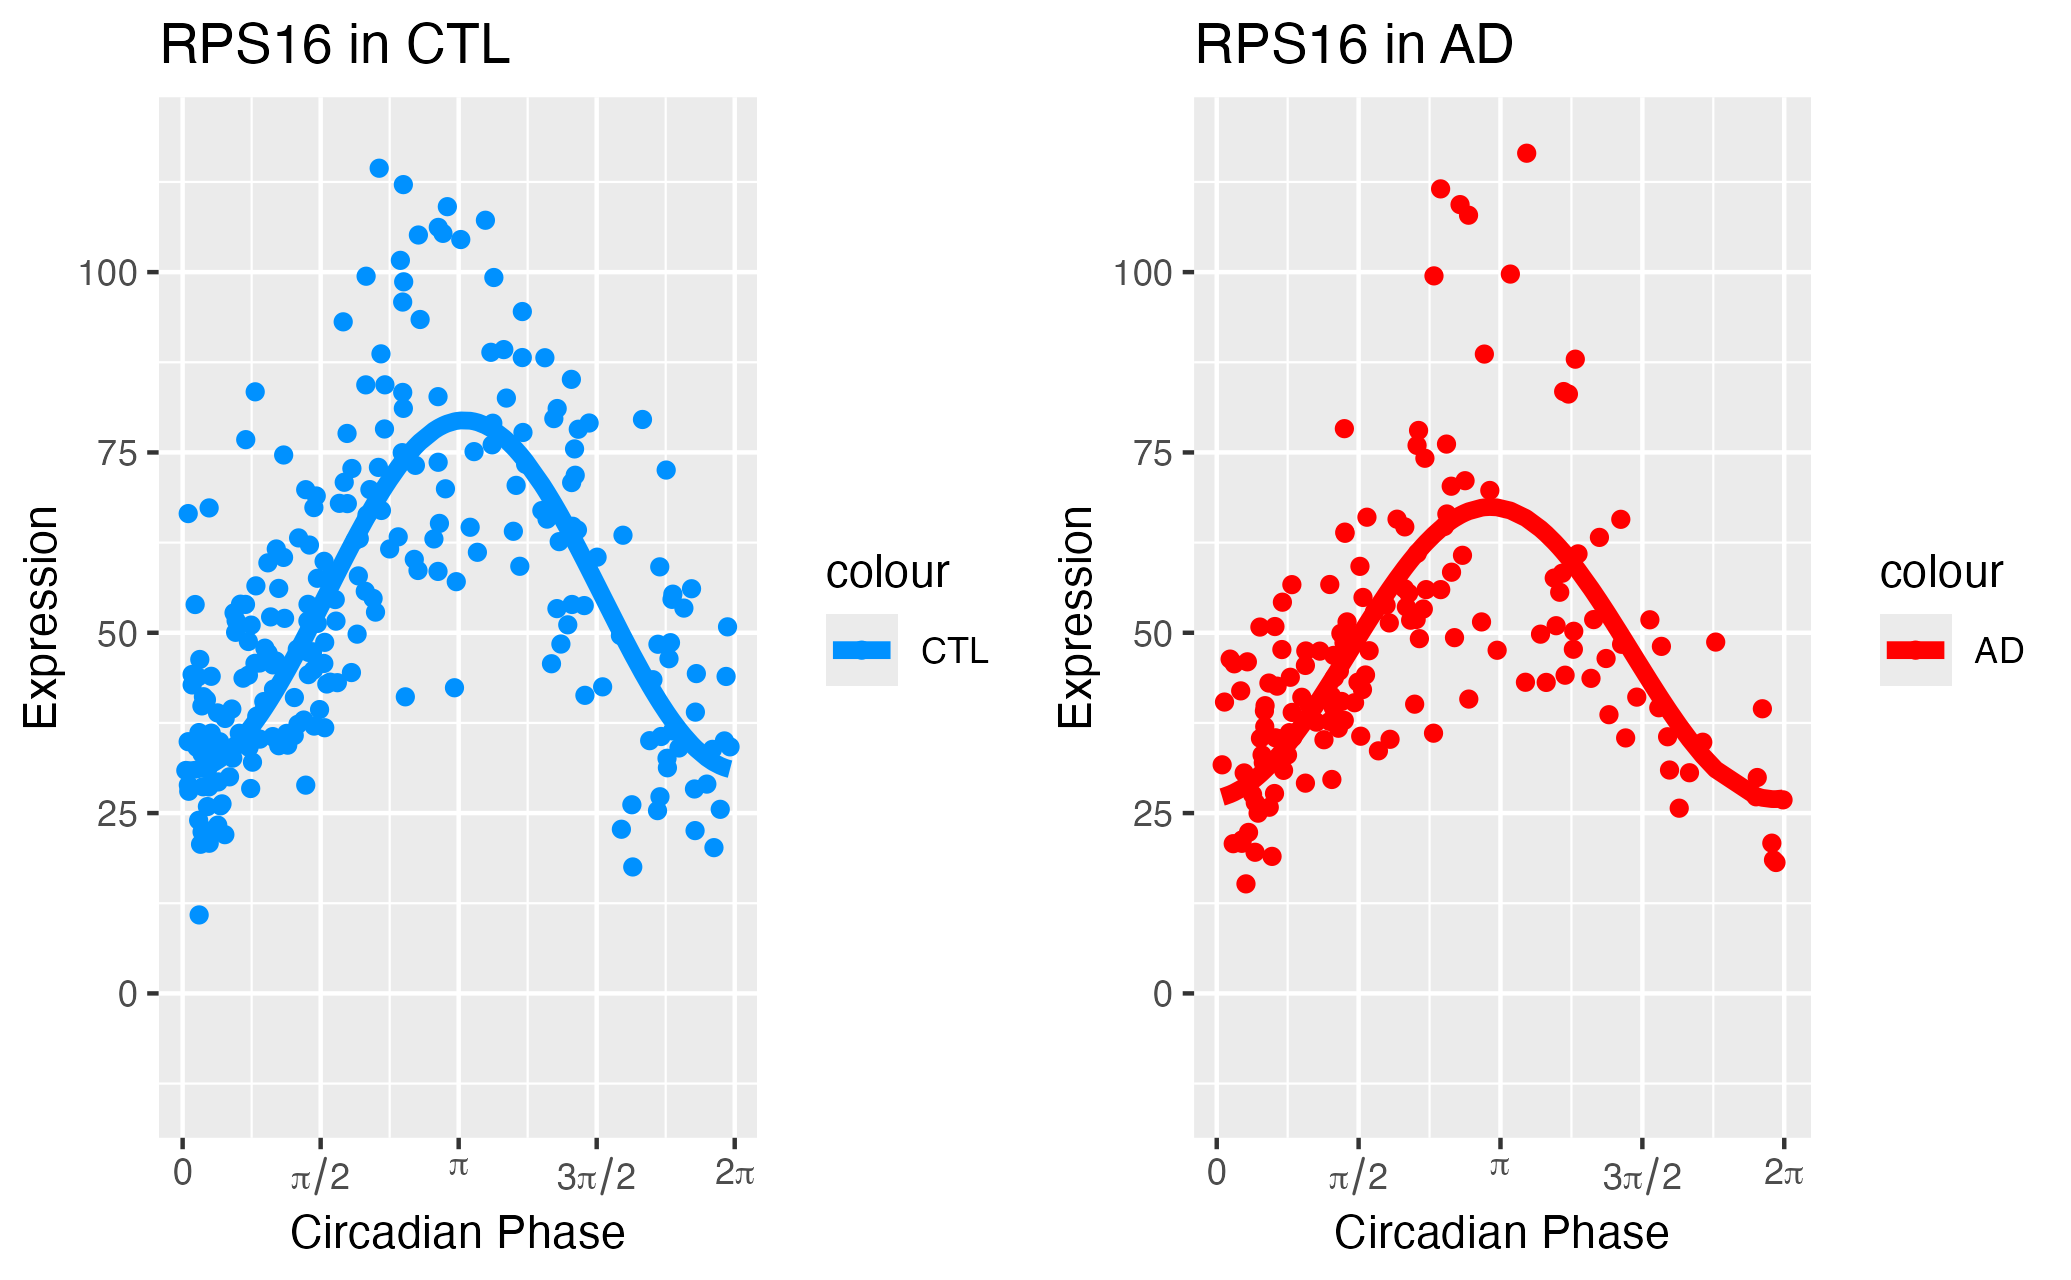 RPS16 in CTL
100
75
50
25
0
Expression
0 π/2 π 3π/2 2π
Circadian Phase
colour
CTL
RPS16 in AD
100
75
50
25
0
Expression
0 π/2 π 3π/2 2π
Circadian Phase
colour
AD